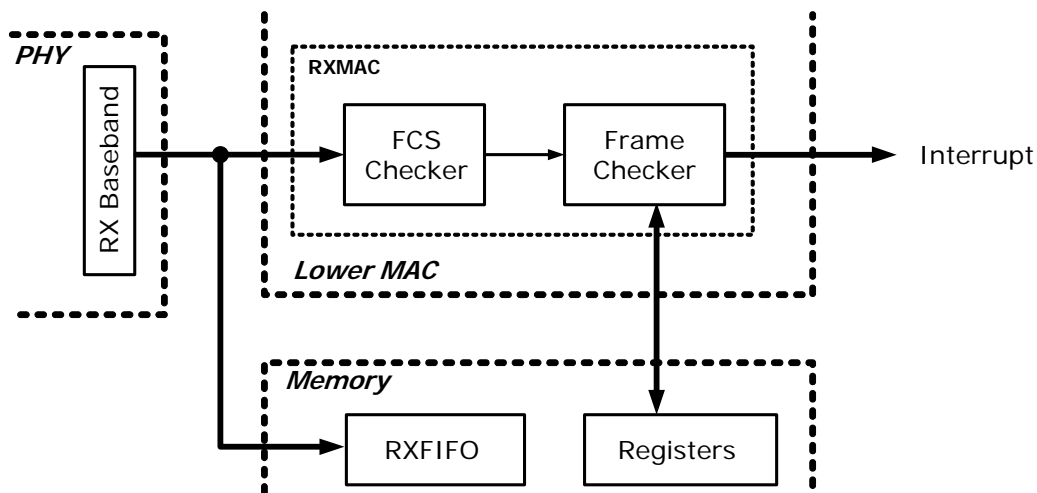 PHY
RX Baseband
RXMAC
FCS
Checker
Frame
Checker
Interrupt
Lower MAC
Memory
RXFIFO
Registers